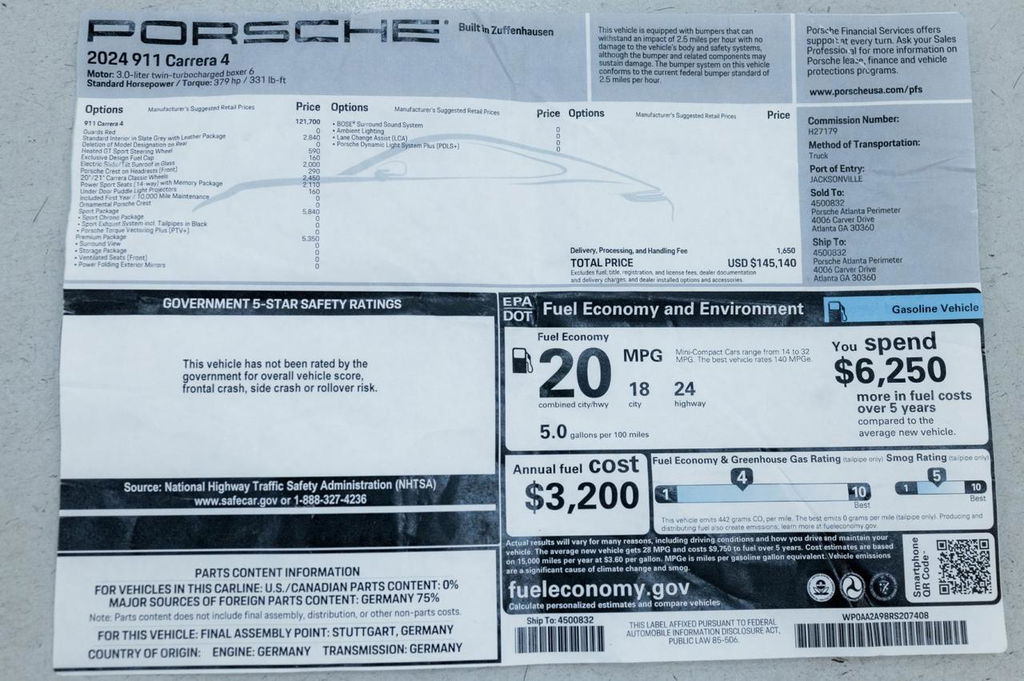 PORSCHE
Built in Zuffenhausen
2024 911 Carrera 4
Motor: 3.0-liter twin-turbocharged boxer 6
Standard Horsepower / Torque: 379 hp / 331 lb-ft
This vehicle is equipped with bumpers that can
withstand an impact of 2.5 miles per hour with no
damage to the vehicle's body and safety systems,
although the bumper and related components may
sustain damage. The bumper system on this vehicle
conforms to the current federal bumper standard of
2.5 miles per hour.
Porsche Financial Services offers
support at every turn. Ask your Sales
Professional for more information on
Porsche lease, finance and vehicle
protections programs.
www.porscheusa.com/pfs
Options Manufacturer's Suggested Retail Prices Price
911 Carrera 4 121,700
Guards Red 0
Standard Interior in Slate Grey with Leather Package 2,840
Deletion of Model Designation on Rear 0
Heated GT Sport Steering Wheel 590
Exclusive Design Fuel Cap 160
Electric Slide/Tilt Sunroof in Glass 2,000
Porsche Crest on Headrests (Front) 290
20"/21" Carrera Classic Wheels 2,450
Power Sport Seats (14-way) with Memory Package 2,110
Under Door Puddle Light Projectors 160
Included First Year / 10,000 Mile Maintenance 0
Ornamental Porsche Crest 0
Sport Package 5,840
• Sport Chrono Package 0
• Sport Exhaust System incl. Tailpipes in Black 0
• Porsche Torque Vectoring Plus (PTV+) 0
Premium Package 5,350
• Surround View 0
• Storage Package 0
• Ventilated Seats (Front) 0
• Power Folding Exterior Mirrors 0
Options Manufacturer's Suggested Retail Prices Price
• BOSE® Surround Sound System 0
• Ambient Lighting 0
• Lane Change Assist (LCA) 0
• Porsche Dynamic Light System Plus (PDLS+) 0
Options Manufacturer's Suggested Retail Prices Price
Delivery, Processing, and Handling Fee 1,650
TOTAL PRICE USD $145,140
Excludes fuel, title, registration, and license fees, dealer documentation
and delivery charges, and dealer installed options and accessories.
Commission Number:
H27179
Method of Transportation:
Truck
Port of Entry:
JACKSONVILLE
Sold To:
4500832
Porsche Atlanta Perimeter
4006 Carver Drive
Atlanta GA 30360
Ship To:
4500832
Porsche Atlanta Perimeter
4006 Carver Drive
Atlanta GA 30360
GOVERNMENT 5-STAR SAFETY RATINGS
This vehicle has not been rated by the
government for overall vehicle score,
frontal crash, side crash or rollover risk.
Source: National Highway Traffic Safety Administration (NHTSA)
www.safecar.gov or 1-888-327-4236
PARTS CONTENT INFORMATION
FOR VEHICLES IN THIS CARLINE: U.S./CANADIAN PARTS CONTENT: 0%
MAJOR SOURCES OF FOREIGN PARTS CONTENT: GERMANY 75%
Note: Parts content does not include final assembly, distribution, or other non-parts costs.
FOR THIS VEHICLE: FINAL ASSEMBLY POINT: STUTTGART, GERMANY
COUNTRY OF ORIGIN: ENGINE: GERMANY TRANSMISSION: GERMANY
EPA
DOT
Fuel Economy and Environment
Gasoline Vehicle
Fuel Economy
20 MPG
combined city/hwy
18
city
24
highway
Mini-Compact Cars range from 14 to 32
MPG. The best vehicle rates 140 MPGe.
5.0 gallons per 100 miles
You spend
$6,250
more in fuel costs
over 5 years
compared to the
average new vehicle.
Annual fuel cost
$3,200
Fuel Economy & Greenhouse Gas Rating (tailpipe only)
4
1 10
Best
Smog Rating (tailpipe only)
5
1 10
Best
This vehicle emits 442 grams CO₂ per mile. The best emits 0 grams per mile (tailpipe only). Producing and
distributing fuel also create emissions; learn more at fueleconomy.gov.
Actual results will vary for many reasons, including driving conditions and how you drive and maintain your
vehicle. The average new vehicle gets 28 MPG and costs $9,750 to fuel over 5 years. Cost estimates are based
on 15,000 miles per year at $3.60 per gallon. MPGe is miles per gasoline gallon equivalent. Vehicle emissions
are a significant cause of climate change and smog.
fueleconomy.gov
Calculate personalized estimates and compare vehicles
Smartphone
QR Code™
Ship To: 4500832
THIS LABEL AFFIXED PURSUANT TO FEDERAL
AUTOMOBILE INFORMATION DISCLOSURE ACT,
PUBLIC LAW 85-506.
WP0AA2A98RS207408